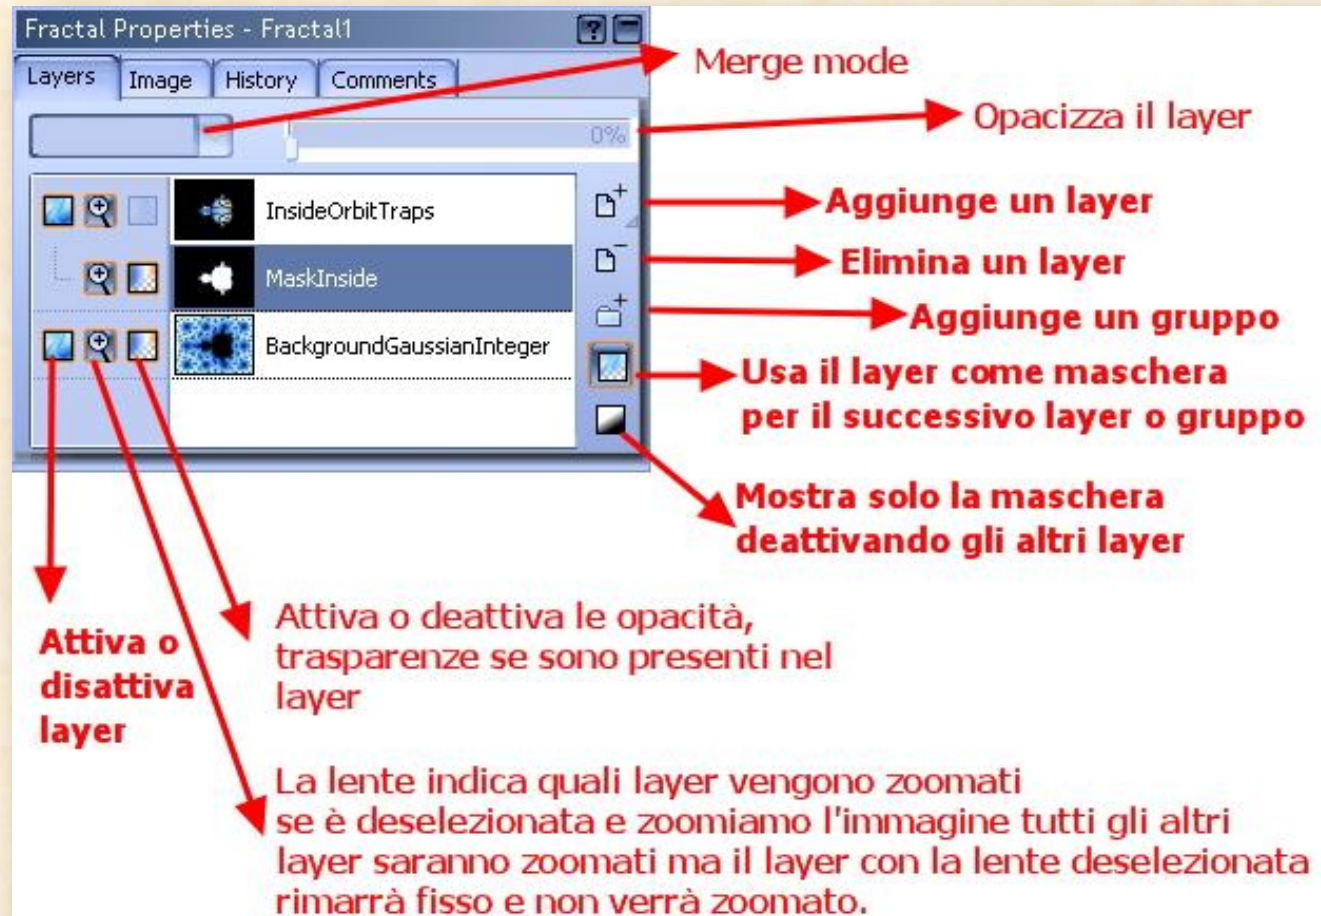 Fractal Properties - Fractal1
Layers Image History Comments
Merge mode
0%
Opacizza il layer
InsideOrbitTraps
Aggiunge un layer
MaskInside
Elimina un layer
Aggiunge un gruppo
BackgroundGaussianInteger
Usa il layer come maschera
per il successivo layer o gruppo
Mostra solo la maschera
deattivando gli altri layer
Attiva o
disattiva
layer
Attiva o deattiva le opacità,
trasparenze se sono presenti nel
layer
La lente indica quali layer vengono zoomati
se è deselezionata e zoomiamo l'immagine tutti gli altri
layer saranno zoomati ma il layer con la lente deselezionata
rimarrà fisso e non verrà zoomato.